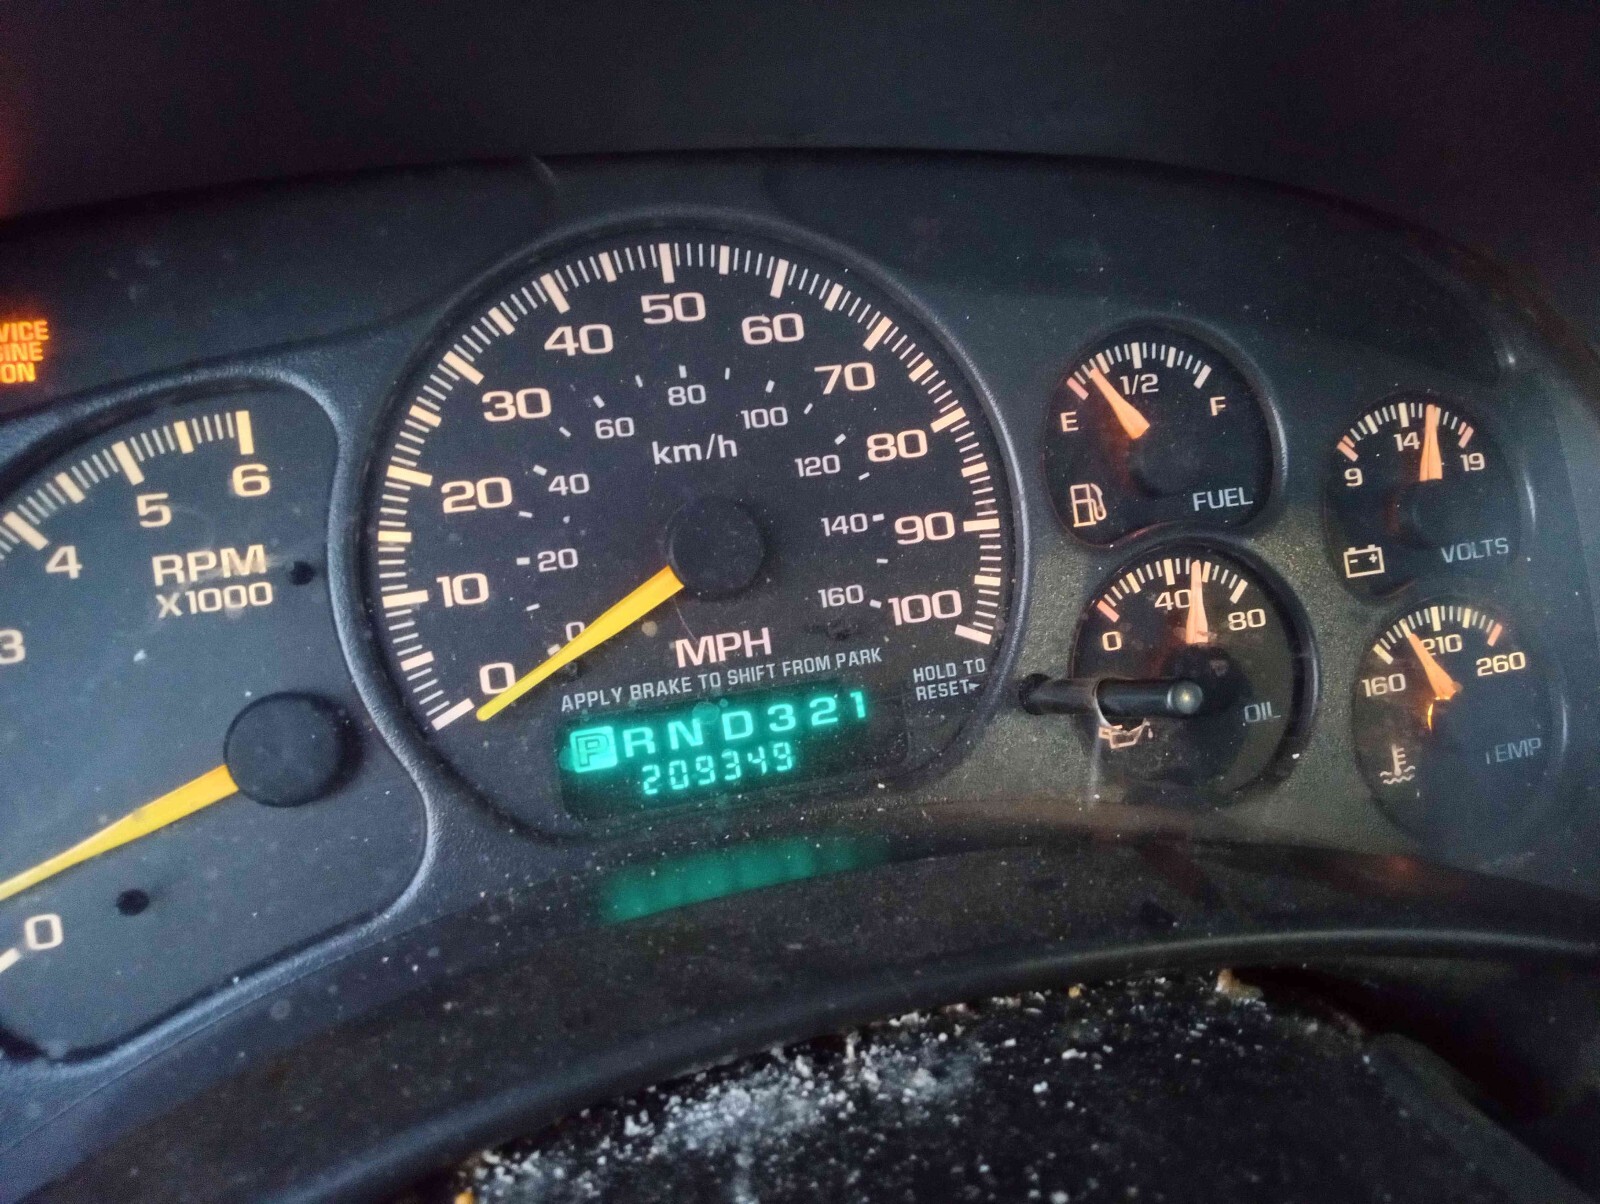 VICE
GINE
ON
6
5
4
3
0
RPM
X1000
0
10
20
30
40
50
60
70
80
90
100
0
20
40
60
80
100
120
140
160
km/h
MPH
APPLY BRAKE TO SHIFT FROM PARK
HOLD TO
RESET
P R N D 3 2 1
209349
E 1/2 F
FUEL
9 14 19
VOLTS
0 40 80
OIL
160 210 260
TEMP